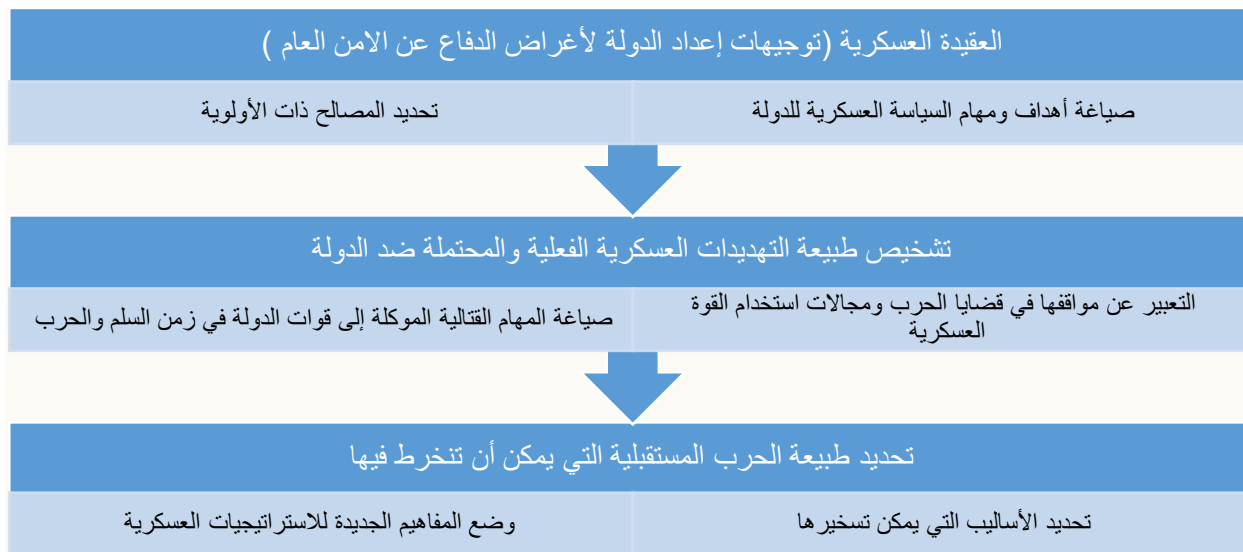 العقيدة العسكرية (توجيهات إعداد الدولة لأغراض الدفاع عن الامن العام )
صياغة أهداف ومهام السياسة العسكرية للدولة
تحديد المصالح ذات الأولوية
تشخيص طبيعة التهديدات العسكرية الفعلية والمحتملة ضد الدولة
التعبير عن مواقفها في قضايا الحرب ومجالات استخدام القوة
العسكرية
صياغة المهام القتالية الموكلة إلى قوات الدولة في زمن السلم والحرب
تحديد طبيعة الحرب المستقبلية التي يمكن أن تنخرط فيها
تحديد الأساليب التي يمكن تسخيرها
وضع المفاهيم الجديدة للاستراتيجيات العسكرية